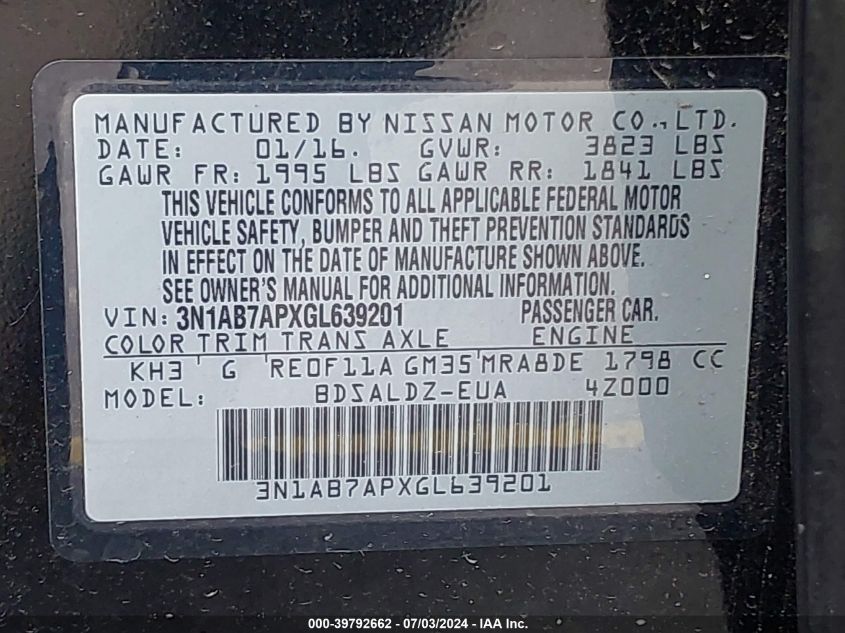 MANUFACTURED BY NISSAN MOTOR CO., LTD.
DATE: 01/16. GVWR: 3823 LBS
GAWR FR: 1995 LBS GAWR RR: 1841 LBS
THIS VEHICLE CONFORMS TO ALL APPLICABLE FEDERAL MOTOR
VEHICLE SAFETY, BUMPER AND THEFT PREVENTION STANDARDS
IN EFFECT ON THE DATE OF MANUFACTURE SHOWN ABOVE.
SEE OWNER'S MANUAL FOR ADDITIONAL INFORMATION.
VIN: 3N1AB7APXGL639201 PASSENGER CAR.
COLOR TRIM TRANS AXLE ENGINE
KH3 G RE0F11A GM35 MRA8DE 1798 CC
MODEL: BDSALDZ-EUA 4Z000
3N1AB7APXGL639201
000-39792662 - 07/03/2024 - IAA Inc.